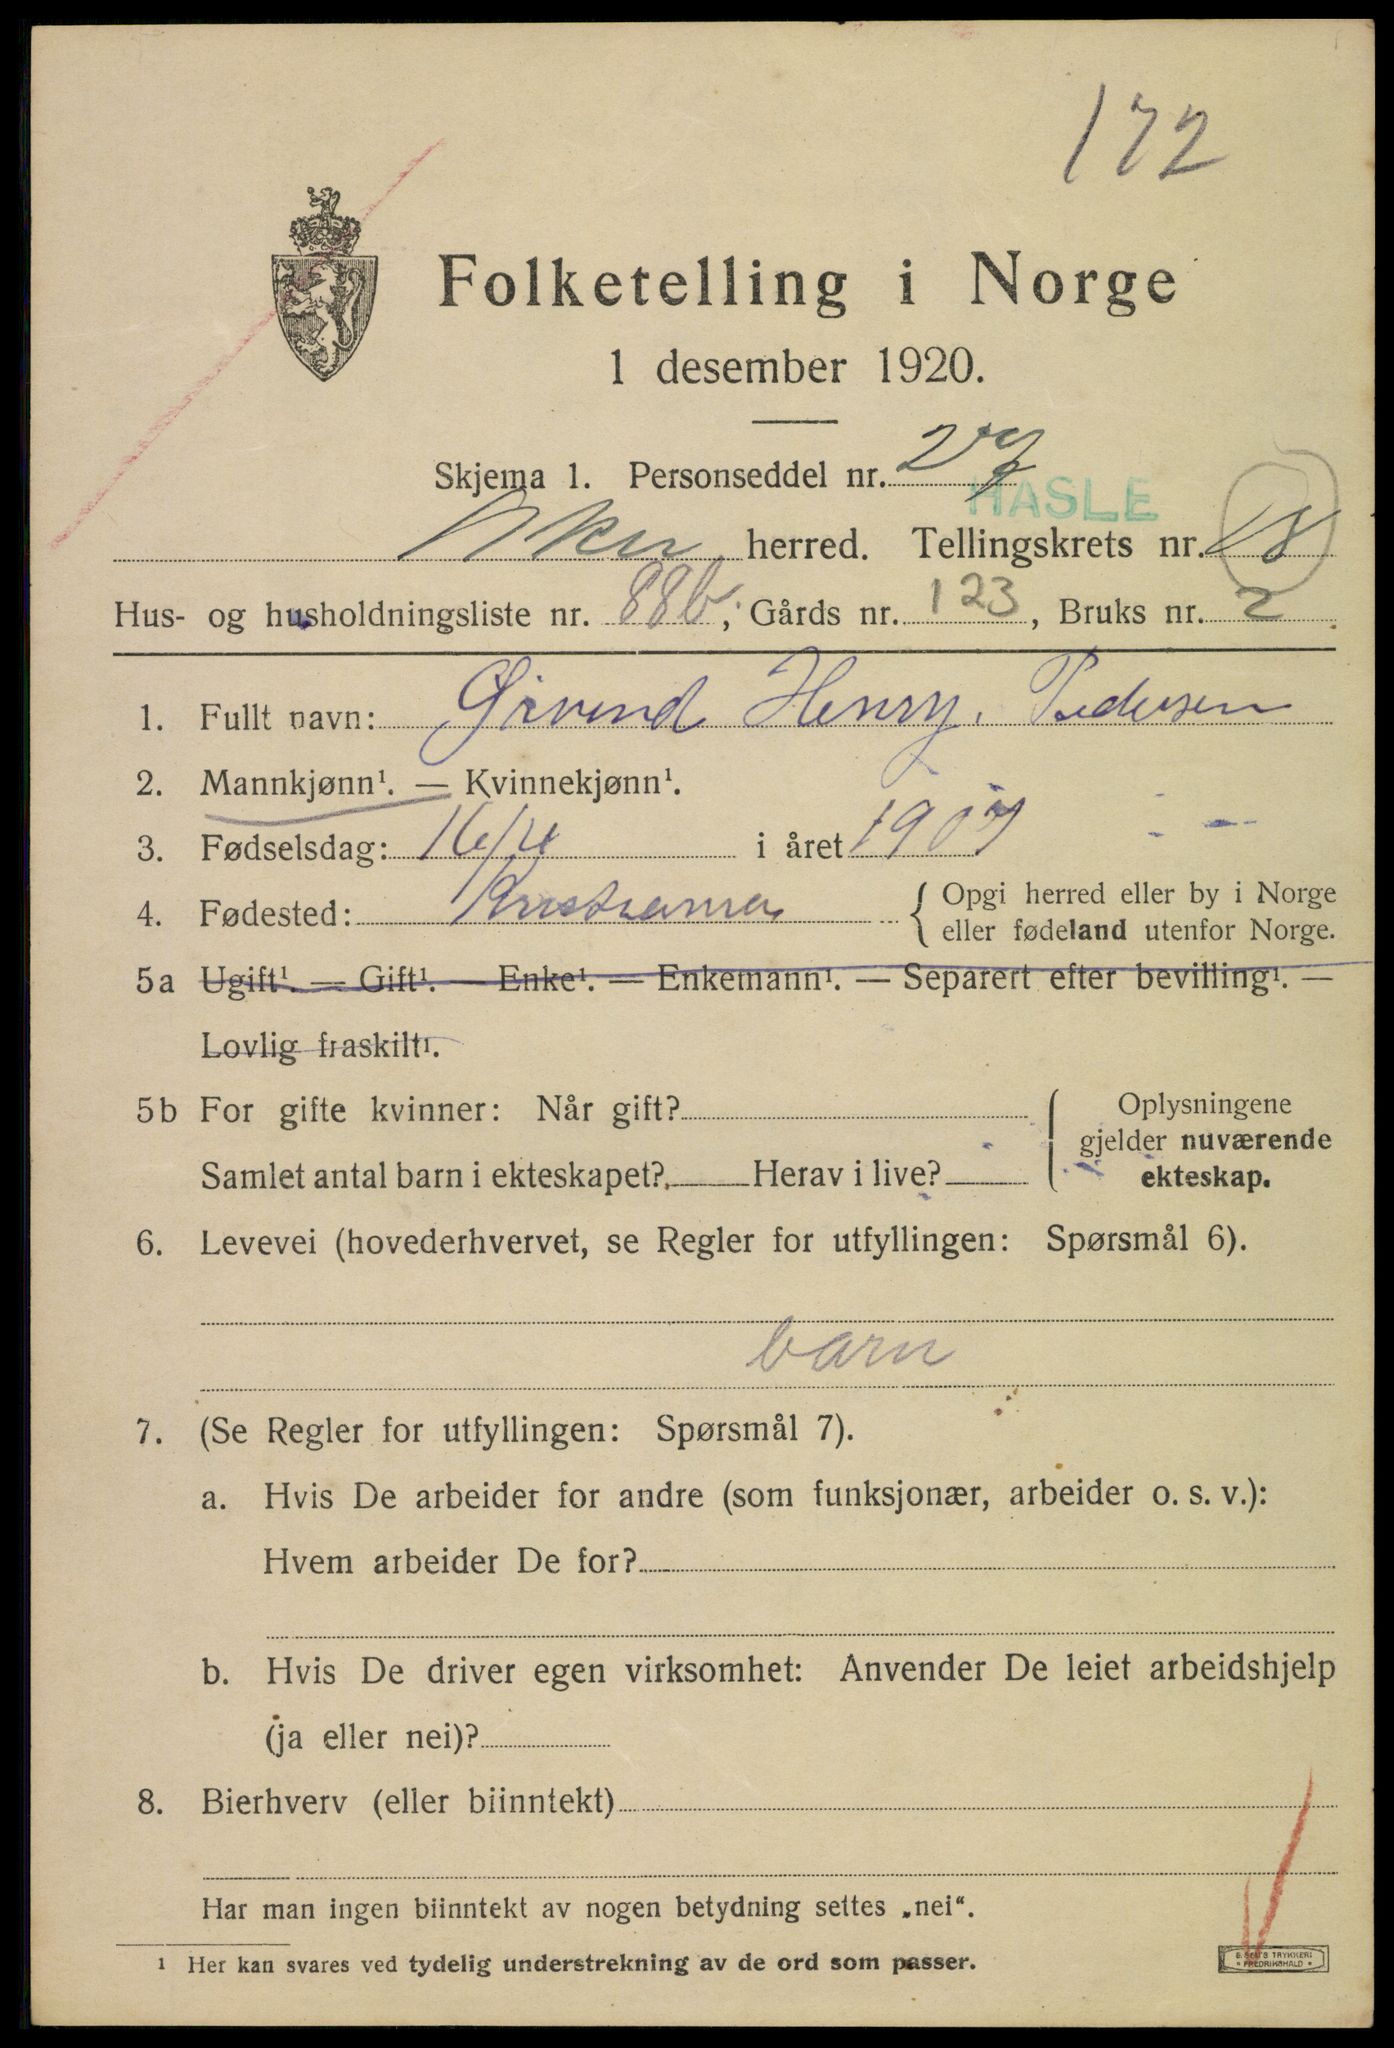 172
Folketelling i Norge
1 desember 1920.
Skjema 1. Personseddel nr. 27
HASLE
Aker herred. Tellingskrets nr. 18
Hus- og husholdningsliste nr. 88b, Gårds nr. 123, Bruks nr. 2
1. Fullt navn: Øivind Henry Pedersen
2. Mannkjønn¹. — Kvinnekjønn¹.
3. Fødselsdag: 16/4 i året 1907
4. Fødested: Kristiania { Opgi herred eller by i Norge
eller fødeland utenfor Norge.
5a Ugift¹. — Gift¹. — Enke¹. — Enkemann¹. — Separert efter bevilling¹. —
Lovlig fraskilt¹.
5b For gifte kvinner: Når gift?
Samlet antal barn i ekteskapet? Herav i live?
Oplysningene
gjelder nuværende
ekteskap.
6. Levevei (hovederhvervet, se Regler for utfyllingen: Spørsmål 6).
barn
7. (Se Regler for utfyllingen: Spørsmål 7).
a. Hvis De arbeider for andre (som funksjonær, arbeider o. s. v.):
Hvem arbeider De for?
b. Hvis De driver egen virksomhet: Anvender De leiet arbeidshjelp
(ja eller nei)?
8. Bierhverv (eller biinntekt)
Har man ingen biinntekt av nogen betydning settes „nei“.
¹ Her kan svares ved tydelig understrekning av de ord som passer.
TRYKKERI
FREDRIKSHALD